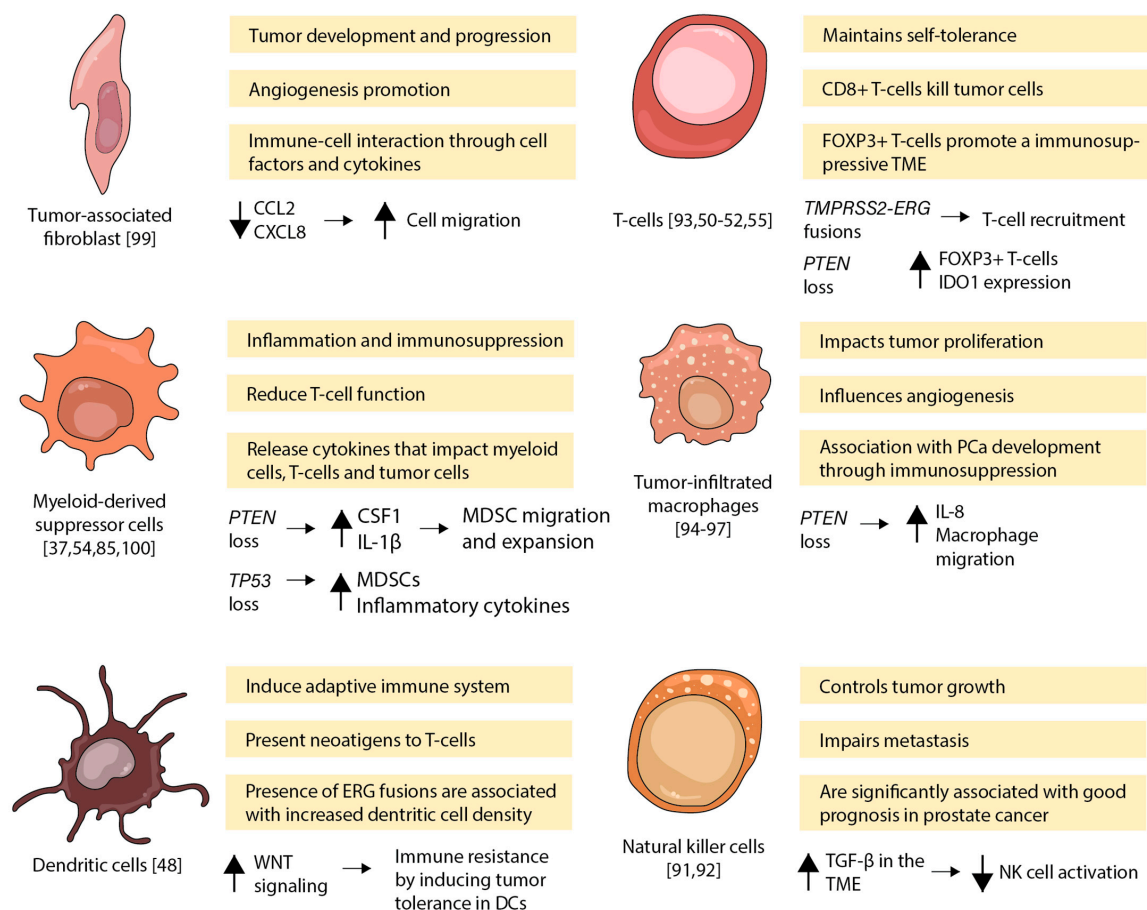 Tumor development and progression
Angiogenesis promotion
Immune-cell interaction through cell
factors and cytokines
Tumor-associated
fibroblast [99]
CCL2
CXCL8
Cell migration
Maintains self-tolerance
CD8+ T-cells kill tumor cells
FOXP3+ T-cells promote a immunosup-
pressive TME
T-cells [93,50-52,55]
TMPRSS2-ERG
fusions
T-cell recruitment
PTEN
loss
FOXP3+ T-cells
IDO1 expression
Inflammation and immunosuppression
Reduce T-cell function
Release cytokines that impact myeloid
cells, T-cells and tumor cells
Myeloid-derived
suppressor cells
[37,54,85,100]
PTEN
loss
CSF1
IL-1β
MDSC migration
and expansion
TP53
loss
MDSCs
Inflammatory cytokines
Impacts tumor proliferation
Influences angiogenesis
Association with PCa development
through immunosuppression
Tumor-infiltrated
macrophages
[94-97]
PTEN
loss
IL-8
Macrophage
migration
Induce adaptive immune system
Present neoatigens to T-cells
Presence of ERG fusions are associated
with increased dentritic cell density
Dendritic cells [48]
WNT
signaling
Immune resistance
by inducing tumor
tolerance in DCs
Controls tumor growth
Impairs metastasis
Are significantly associated with good
prognosis in prostate cancer
Natural killer cells
[91,92]
TGF-β in the
TME
NK cell activation